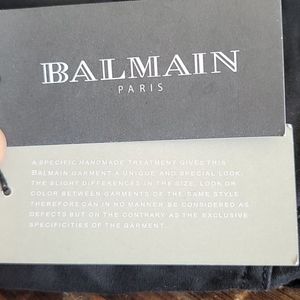 BALMAIN
PARIS
A SPECIFIC HANDMADE TREATMENT GIVES THIS
BALMAIN GARMENT A UNIQUE AND SPECIAL LOOK.
THE SLIGHT DIFFERENCES IN THE SIZE, LOOK OR
COLOR BETWEEN GARMENTS OF THE SAME STYLE
THEREFORE CAN IN NO MANNER BE CONSIDERED AS
DEFECTS BUT ON THE CONTRARY AS THE EXCLUSIVE
SPECIFICITIES OF THE GARMENT.